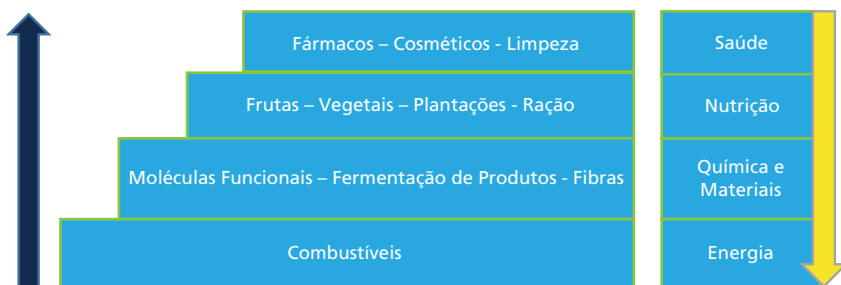 Fármacos – Cosméticos - Limpeza
Saúde
Frutas – Vegetais – Plantações - Ração
Nutrição
Moléculas Funcionais – Fermentação de Produtos - Fibras
Química e
Materiais
Combustíveis
Energia